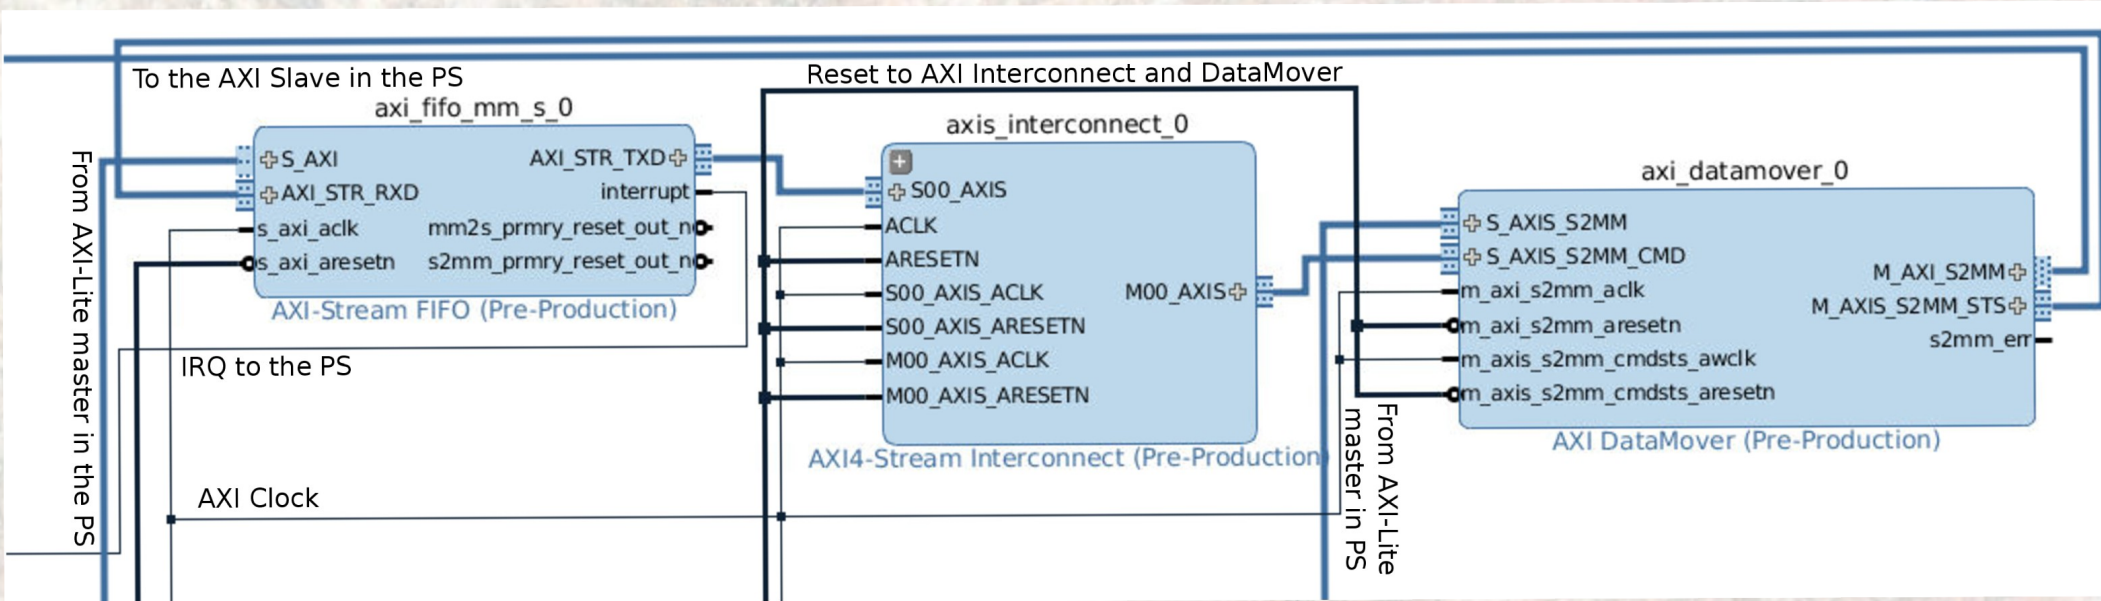 To the AXI Slave in the PS
Reset to AXI Interconnect and DataMover
axi_fifo_mm_s_0
S_AXI
AXI_STR_RXD
s_axi_aclk
s_axi_aresetn
AXI_STR_TXD
interrupt
mm2s_prmry_reset_out_n
s2mm_prmry_reset_out_n
AXI-Stream FIFO (Pre-Production)
From AXI-Lite master in the PS
IRQ to the PS
AXI Clock
axis_interconnect_0
S00_AXIS
ACLK
ARESETN
S00_AXIS_ACLK
S00_AXIS_ARESETN
M00_AXIS_ACLK
M00_AXIS_ARESETN
M00_AXIS
AXI4-Stream Interconnect (Pre-Production)
From AXI-Lite
master in PS
axi_datamover_0
S_AXIS_S2MM
S_AXIS_S2MM_CMD
m_axi_s2mm_aclk
m_axi_s2mm_aresetn
m_axis_s2mm_cmdsts_awclk
m_axis_s2mm_cmdsts_aresetn
M_AXI_S2MM
M_AXIS_S2MM_STS
s2mm_err
AXI DataMover (Pre-Production)